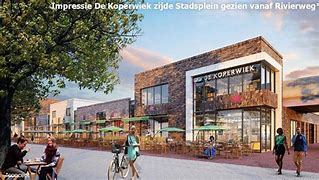 Impressie De Koperwiek zijde Stadsplein gezien vanaf Rivierweg
DE KOPERWIEK